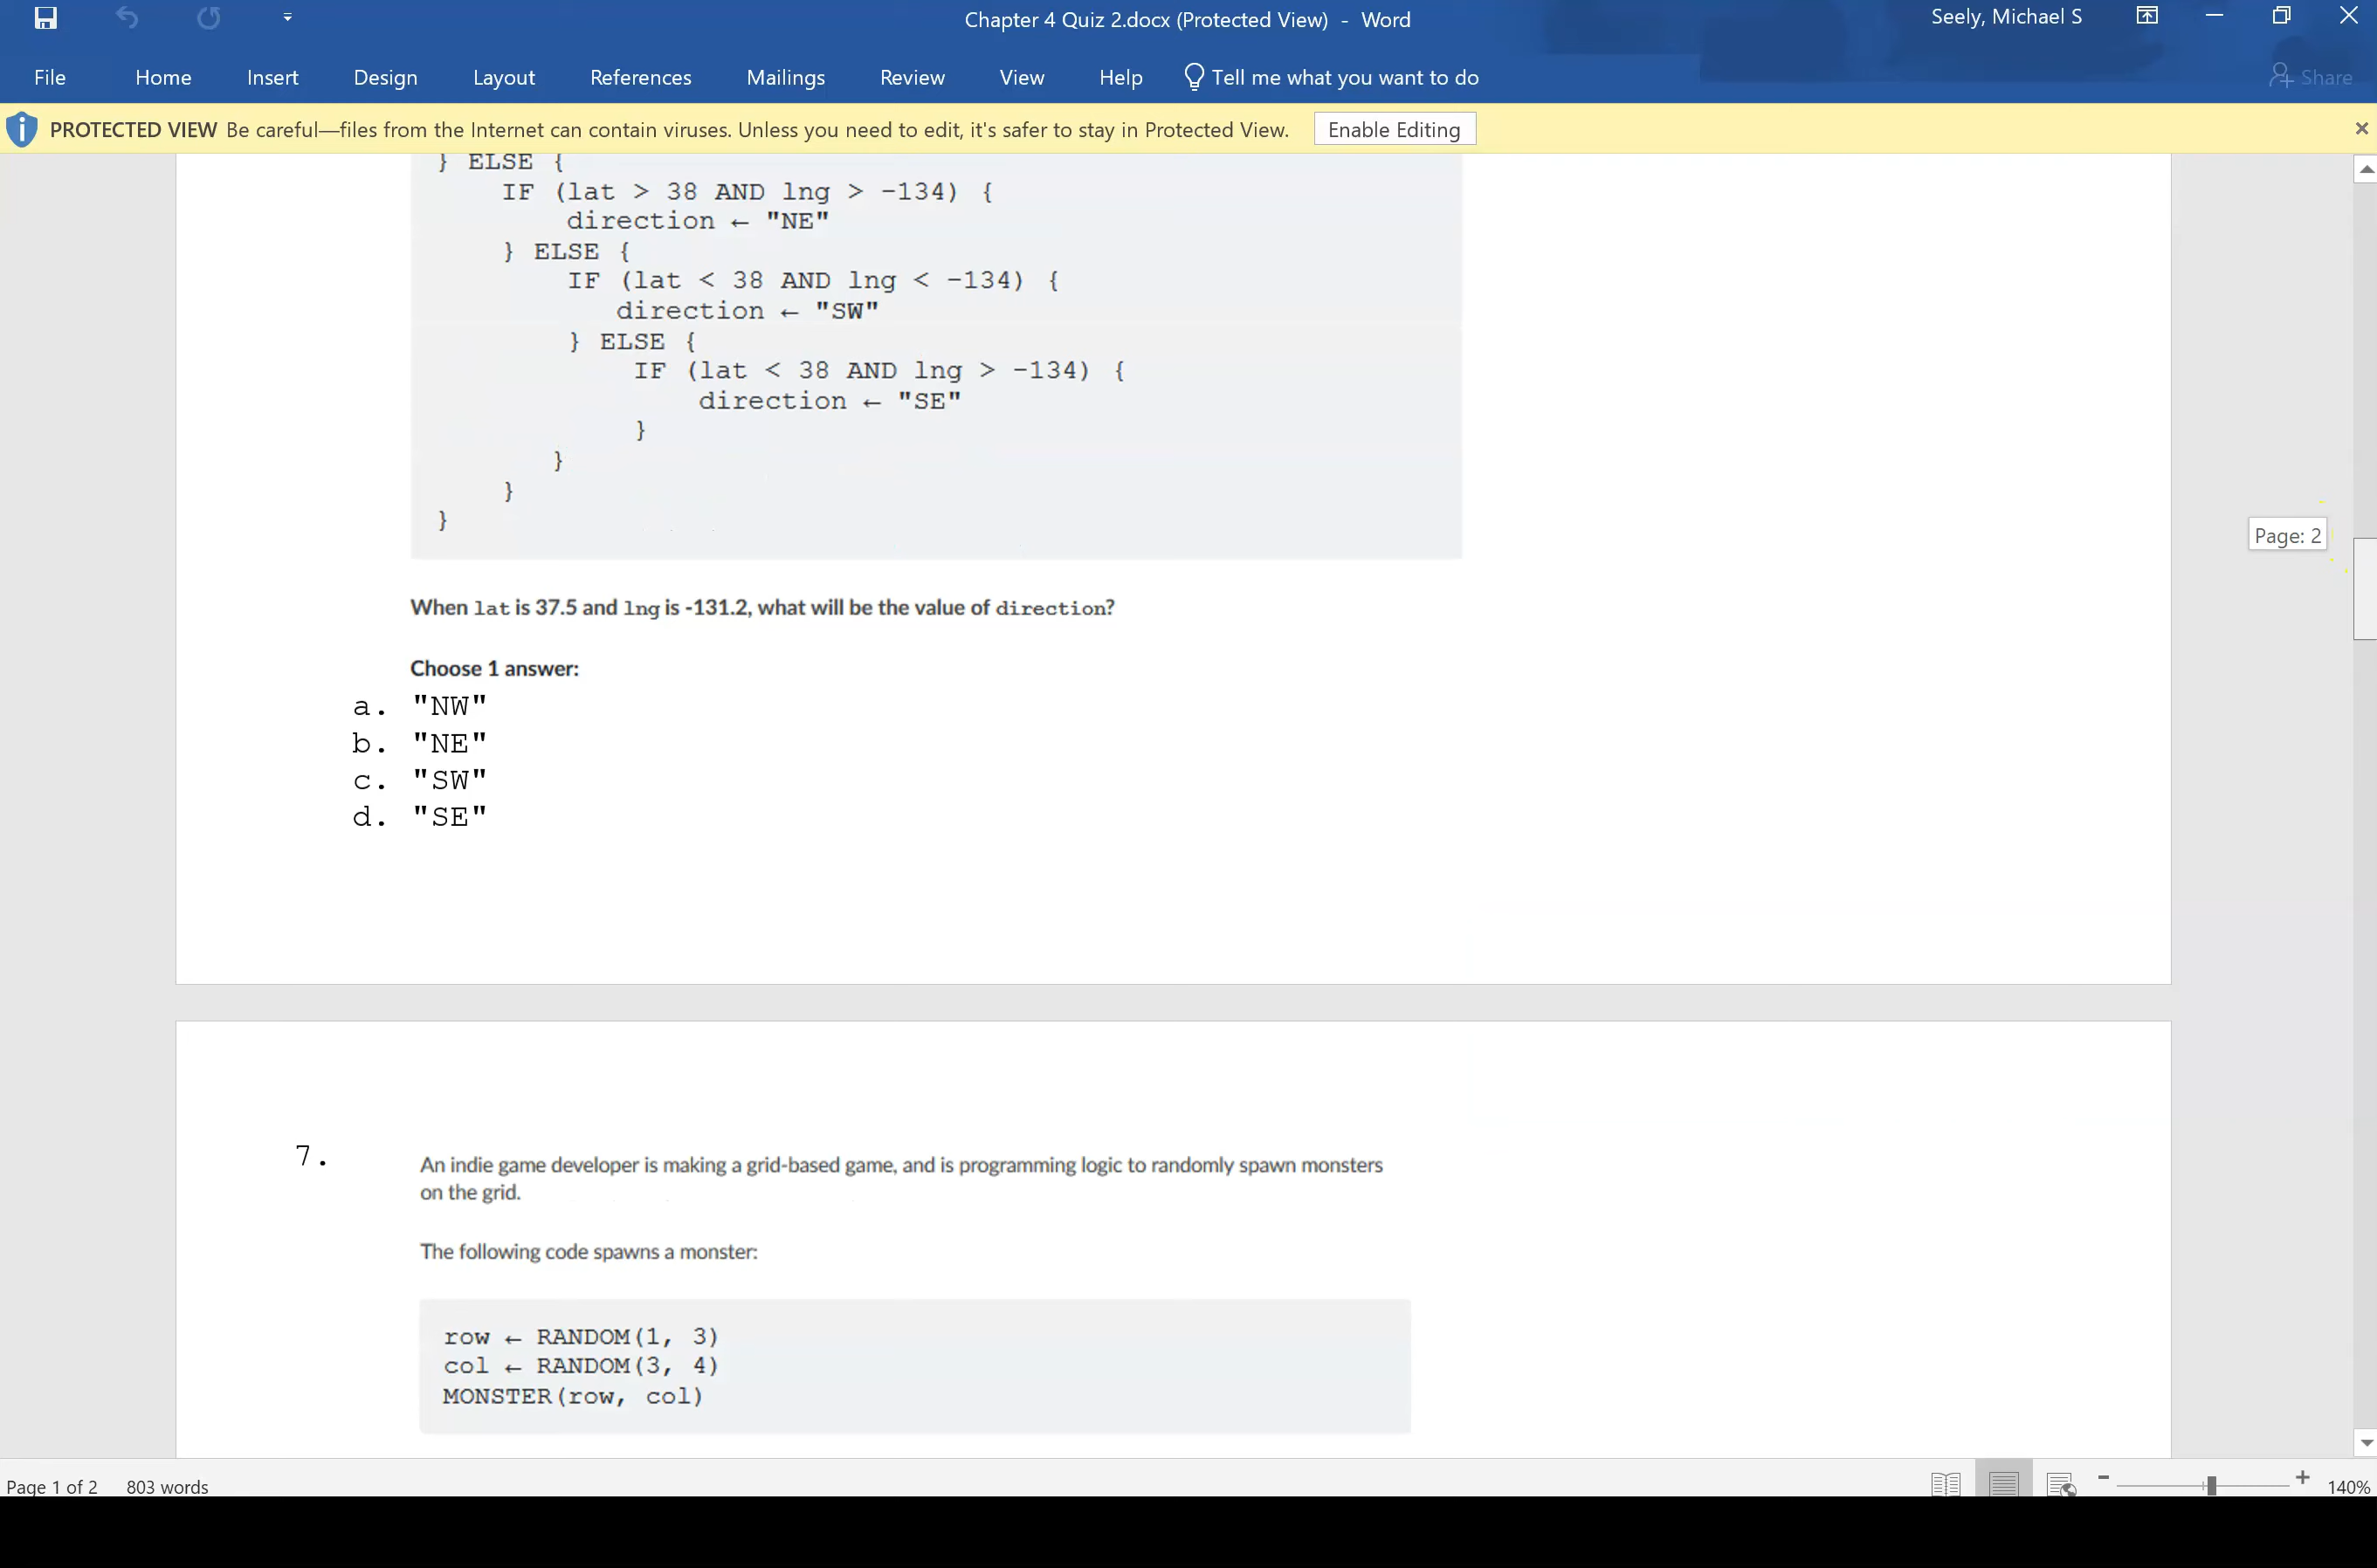 Chapter 4 Quiz 2.docx (Protected View) - Word
Seely, Michael S
File Home Insert Design Layout References Mailings Review View Help Tell me what you want to do Share
PROTECTED VIEW Be careful—files from the Internet can contain viruses. Unless you need to edit, it's safer to stay in Protected View. Enable Editing
} ELSE {
IF (lat > 38 AND lng > -134) {
direction ← "NE"
} ELSE {
IF (lat < 38 AND lng < -134) {
direction ← "SW"
} ELSE {
IF (lat < 38 AND lng > -134) {
direction ← "SE"
}
}
}
}
Page: 2
When lat is 37.5 and lng is -131.2, what will be the value of direction?
Choose 1 answer:
a. "NW"
b. "NE"
c. "SW"
d. "SE"
7. An indie game developer is making a grid-based game, and is programming logic to randomly spawn monsters
on the grid.
The following code spawns a monster:
row ← RANDOM(1, 3)
col ← RANDOM(3, 4)
MONSTER(row, col)
Page 1 of 2 803 words
140%